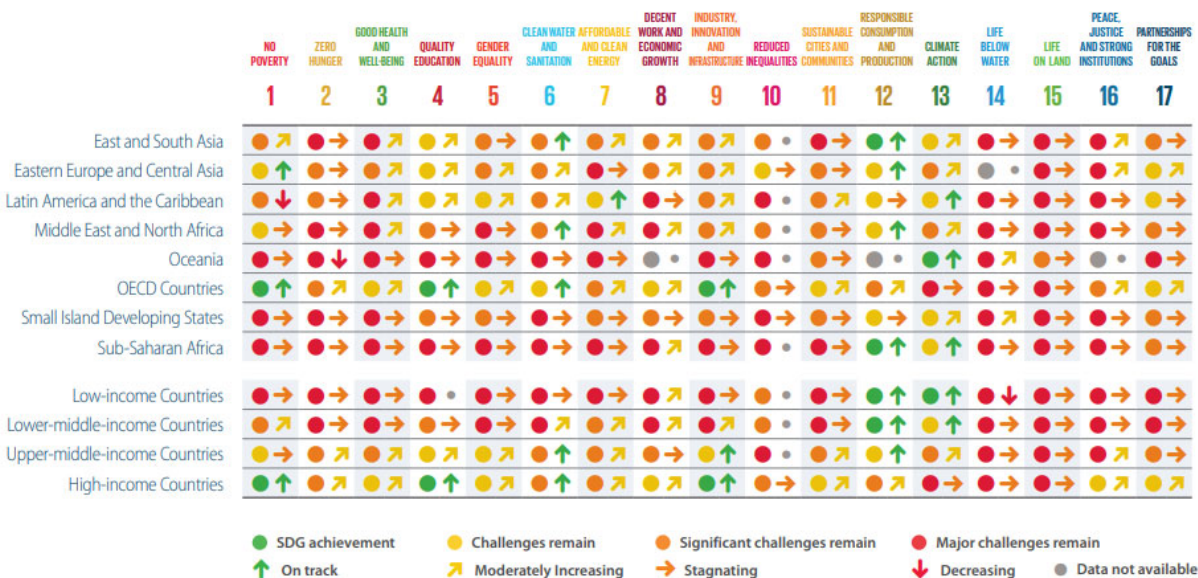 NO
POVERTY
ZERO
HUNGER
GOOD HEALTH
AND
WELL-BEING
QUALITY
EDUCATION
GENDER
EQUALITY
CLEAN WATER
AND
SANITATION
AFFORDABLE
AND CLEAN
ENERGY
DECENT
WORK AND
ECONOMIC
GROWTH
INDUSTRY,
INNOVATION
AND
INFRASTRUCTURE
REDUCED
INEQUALITIES
SUSTAINABLE
CITIES AND
COMMUNITIES
RESPONSIBLE
CONSUMPTION
AND
PRODUCTION
CLIMATE
ACTION
LIFE
BELOW
WATER
LIFE
ON LAND
PEACE,
JUSTICE
AND STRONG
INSTITUTIONS
PARTNERSHIPS
FOR THE
GOALS
1 2 3 4 5 6 7 8 9 10 11 12 13 14 15 16 17
East and South Asia
Eastern Europe and Central Asia
Latin America and the Caribbean
Middle East and North Africa
Oceania
OECD Countries
Small Island Developing States
Sub-Saharan Africa
Low-income Countries
Lower-middle-income Countries
Upper-middle-income Countries
High-income Countries
SDG achievement Challenges remain Significant challenges remain Major challenges remain
On track Moderately Increasing Stagnating Decreasing Data not available